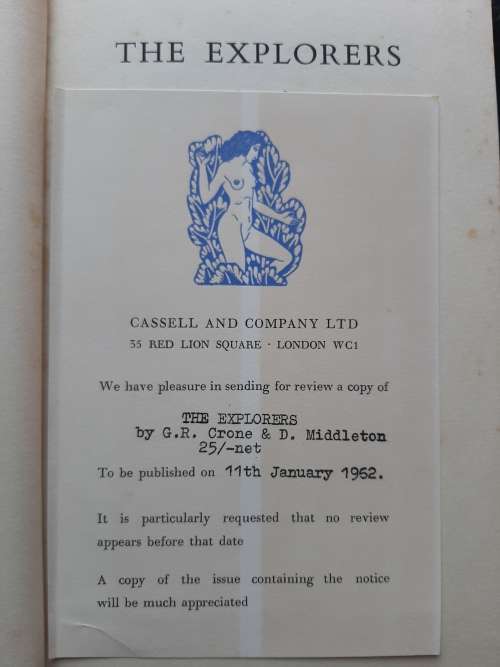 THE EXPLORERS
CASSELL AND COMPANY LTD
35 RED LION SQUARE · LONDON WC1
We have pleasure in sending for review a copy of
THE EXPLORERS
by G.R. Crone & D. Middleton
25/-net
To be published on 11th January 1962.
It is particularly requested that no review
appears before that date
A copy of the issue containing the notice
will be much appreciated